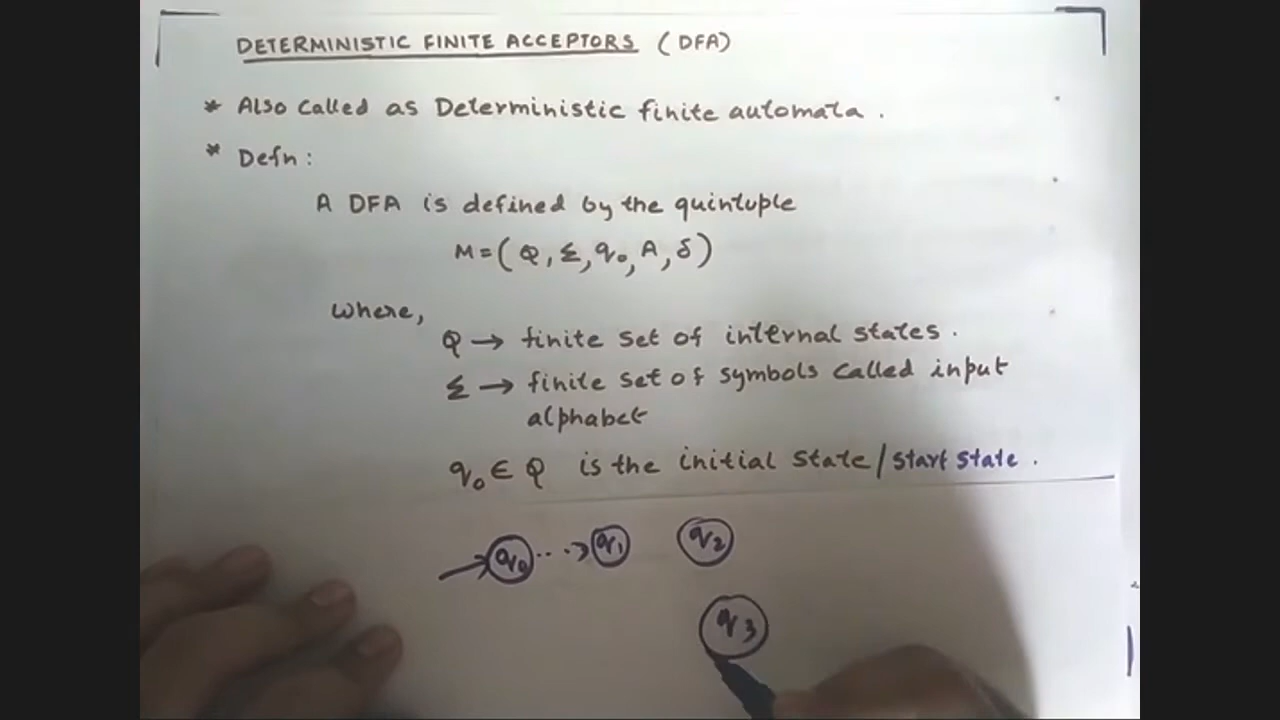 DETERMINISTIC FINITE ACCEPTORS (DFA)
* Also called as Deterministic finite automata.
* Defn:
A DFA is defined by the quintuple
M=(Q, Σ, q₀, A, δ)
where,
Q → finite set of internal states.
Σ → finite set of symbols called input
alphabet
q₀ ∈ Q is the initial state/start state.
→ q₀ ...→ q₁ q₂
q₃